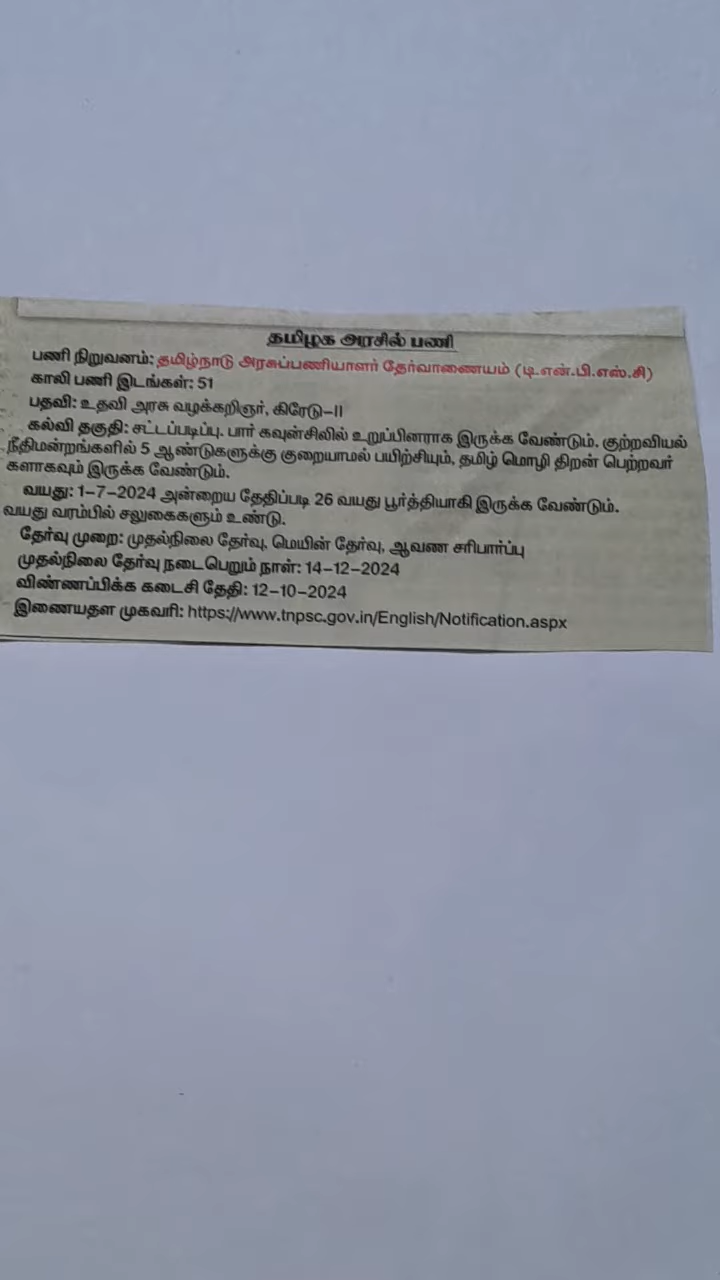 தமிழக அரசில் பணி
பணி நிறுவனம்: தமிழ்நாடு அரசுப்பணியாளர் தேர்வாணையம் (டி.என்.பி.எஸ்.சி)
காலி பணி இடங்கள்: 51
பதவி: உதவி அரசு வழக்கறிஞர், கிரேடு-II
கல்வி தகுதி: சட்டப்படிப்பு. பார் கவுன்சிலில் உறுப்பினராக இருக்க வேண்டும். குற்றவியல்
நீதிமன்றங்களில் 5 ஆண்டுகளுக்கு குறையாமல் பயிற்சியும், தமிழ் மொழி திறன் பெற்றவர்
களாகவும் இருக்க வேண்டும்.
வயது: 1-7-2024 அன்றைய தேதிப்படி 26 வயது பூர்த்தியாகி இருக்க வேண்டும்.
வயது வரம்பில் சலுகைகளும் உண்டு.
தேர்வு முறை: முதல்நிலை தேர்வு, மெயின் தேர்வு, ஆவண சரிபார்ப்பு
முதல்நிலை தேர்வு நடைபெறும் நாள்: 14-12-2024
விண்ணப்பிக்க கடைசி தேதி: 12-10-2024
இணையதள முகவரி: https://www.tnpsc.gov.in/English/Notification.aspx